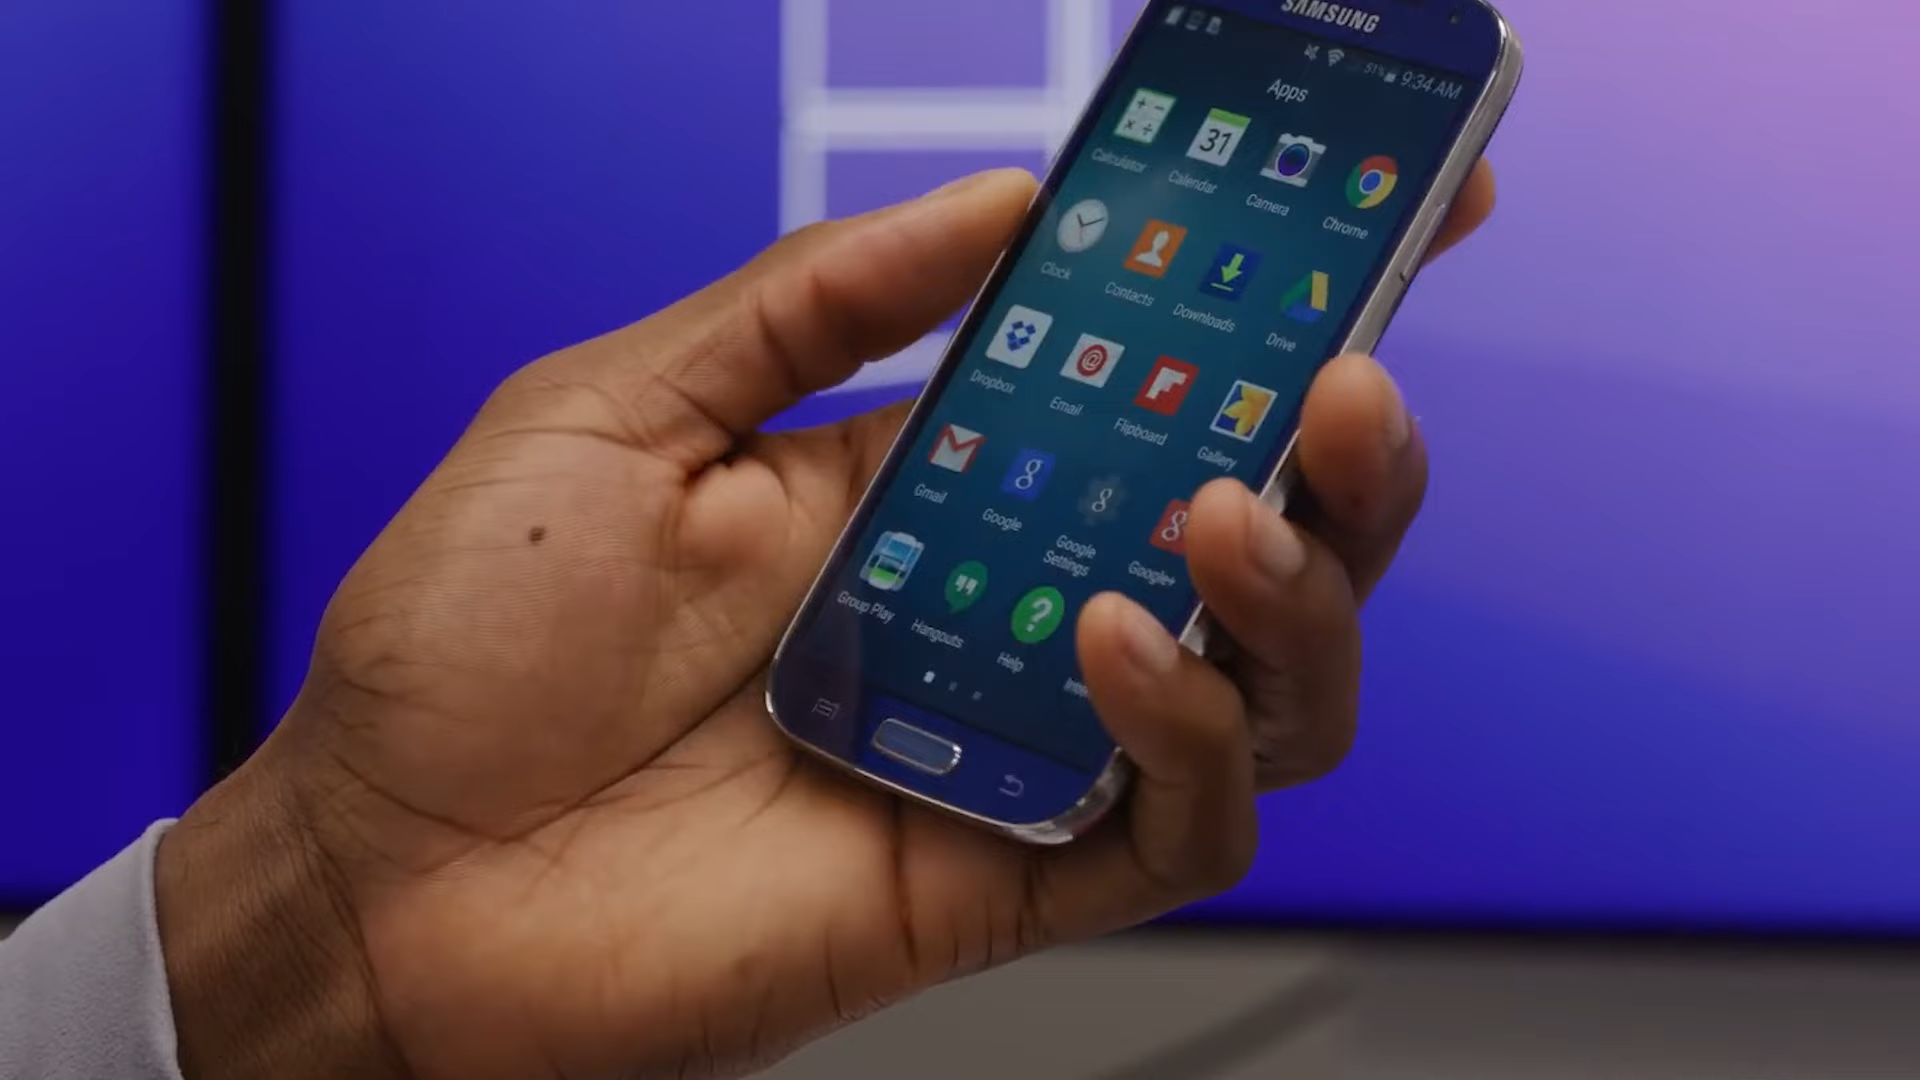 SAMSUNG
51% 9:34 AM
Apps
31
Calculator Calendar Camera Chrome
Clock Contacts Downloads Drive
@
Dropbox Email Flipboard Gallery
g g g
Gmail Google Google Settings Google+
?
Group Play Hangouts Help